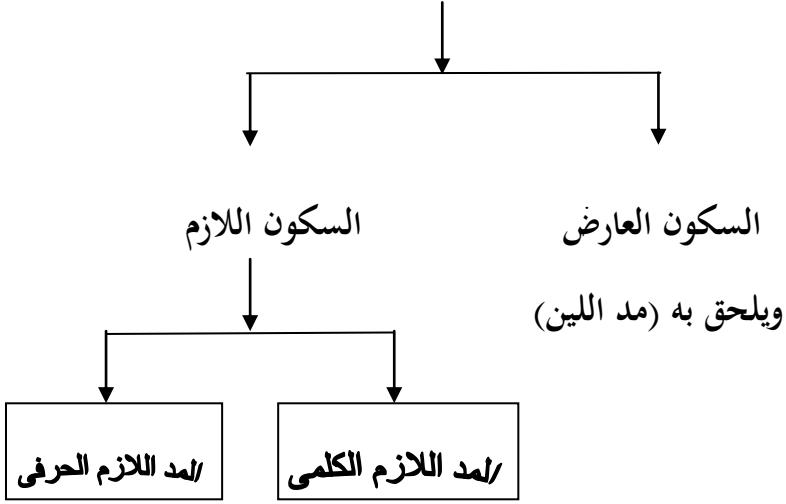 السكون العارض
السكون اللازم
ويلحق به (مد اللين)
المد اللازم الكلمى
المد اللازم الحرفى